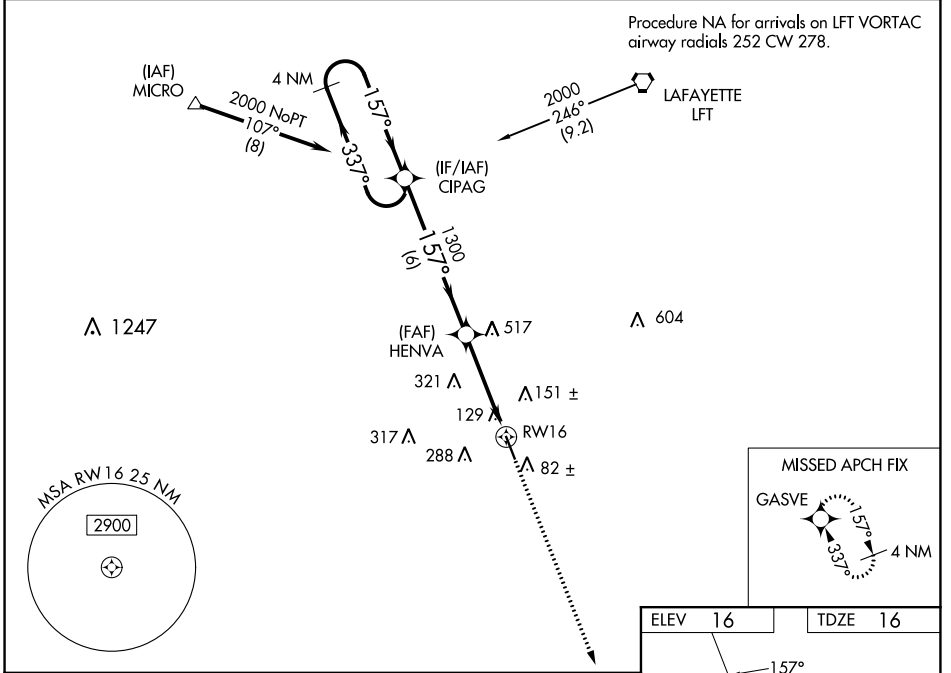 Procedure NA for arrivals on LFT VORTAC
airway radials 252 CW 278.
(IAF)
MICRO
2000 NoPT
107°
(8)
4 NM
157°
337°
2000
246°
(9.2)
LAFAYETTE
LFT
(IF/IAF)
CIPAG
1300
157°
(6)
1247
(FAF)
HENVA
517
604
321
151 ±
129
RW16
317
288
82 ±
MSA RW16 25 NM
2900
MISSED APCH FIX
GASVE
157°
337°
4 NM
ELEV 16
TDZE 16
157°